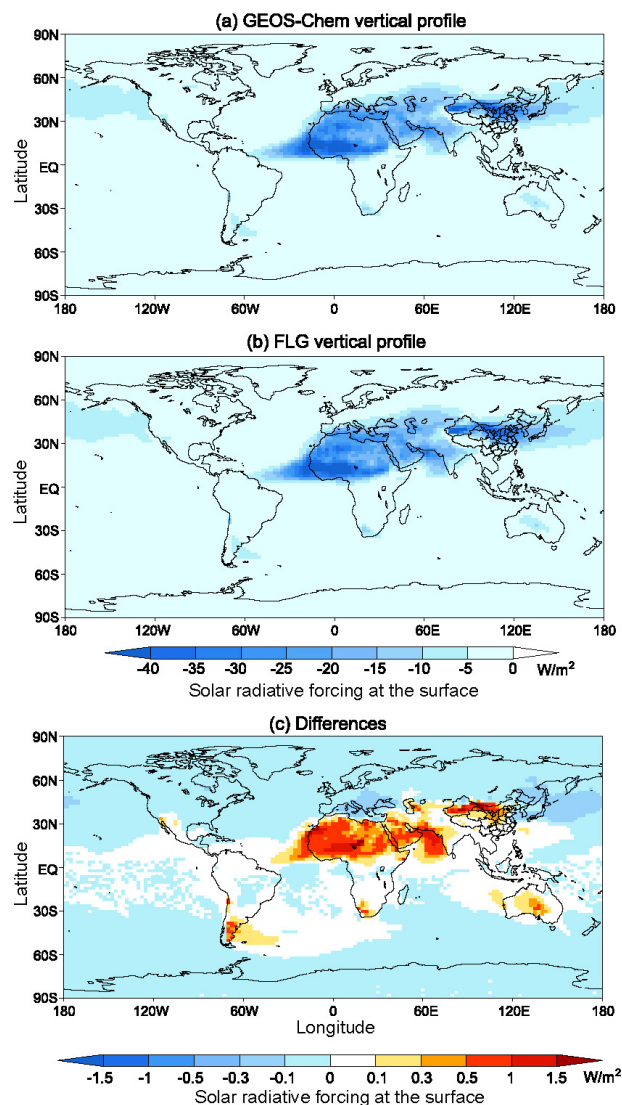 (a) GEOS-Chem vertical profile
90N
60N
30N
EQ
30S
60S
90S
Latitude
180 120W 60W 0 60E 120E 180
(b) FLG vertical profile
90N
60N
30N
EQ
30S
60S
90S
Latitude
180 120W 60W 0 60E 120E 180
-40 -35 -30 -25 -20 -15 -10 -5 0 W/m²
Solar radiative forcing at the surface
(c) Differences
90N
60N
30N
EQ
30S
60S
90S
Latitude
180 120W 60W 0 60E 120E 180
Longitude
-1.5 -1 -0.5 -0.3 -0.1 0 0.1 0.3 0.5 1 1.5 W/m²
Solar radiative forcing at the surface